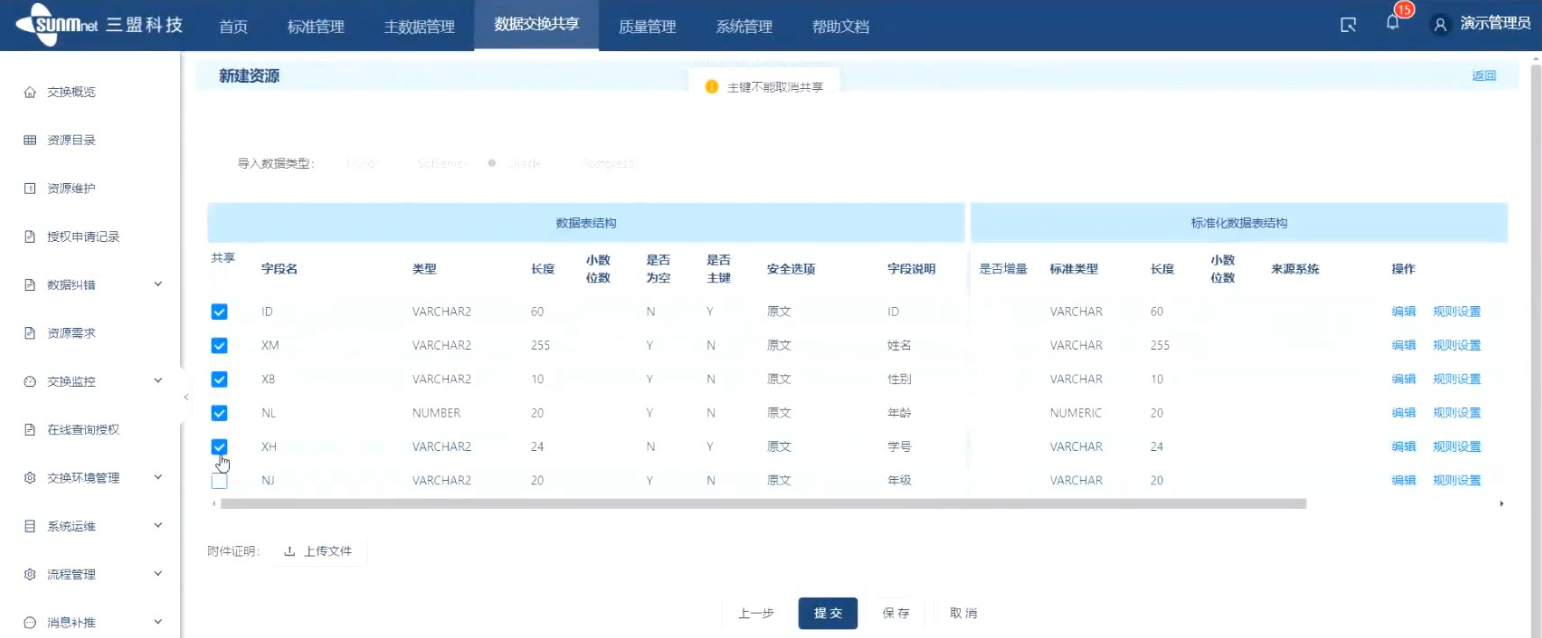 SUNMnet 三盟科技 首页 标准管理 主数据管理 数据交换共享 质量管理 系统管理 帮助文档 15 演示管理员
交换概览
资源目录
资源维护
授权申请记录
数据纠错
资源需求
交换监控
在线查询授权
交换环境管理
系统运维
流程管理
消息补推
新建资源 主键不能取消共享 返回
导入数据类型: Mysql SqlServer Oracle Postgresql
数据表结构 标准化数据表结构
共享 字段名 类型 长度 小数位数 是否为空 是否主键 安全选项 字段说明 是否增量 标准类型 长度 小数位数 来源系统 操作
ID VARCHAR2 60 N Y 原文 ID VARCHAR 60 编辑 规则设置
XM VARCHAR2 255 Y N 原文 姓名 VARCHAR 255 编辑 规则设置
XB VARCHAR2 10 Y N 原文 性别 VARCHAR 10 编辑 规则设置
NL NUMBER 20 Y N 原文 年龄 NUMERIC 20 编辑 规则设置
XH VARCHAR2 24 N Y 原文 学号 VARCHAR 24 编辑 规则设置
NJ VARCHAR2 20 Y N 原文 年级 VARCHAR 20 编辑 规则设置
附件证明: 上传文件
上一步 提交 保存 取消